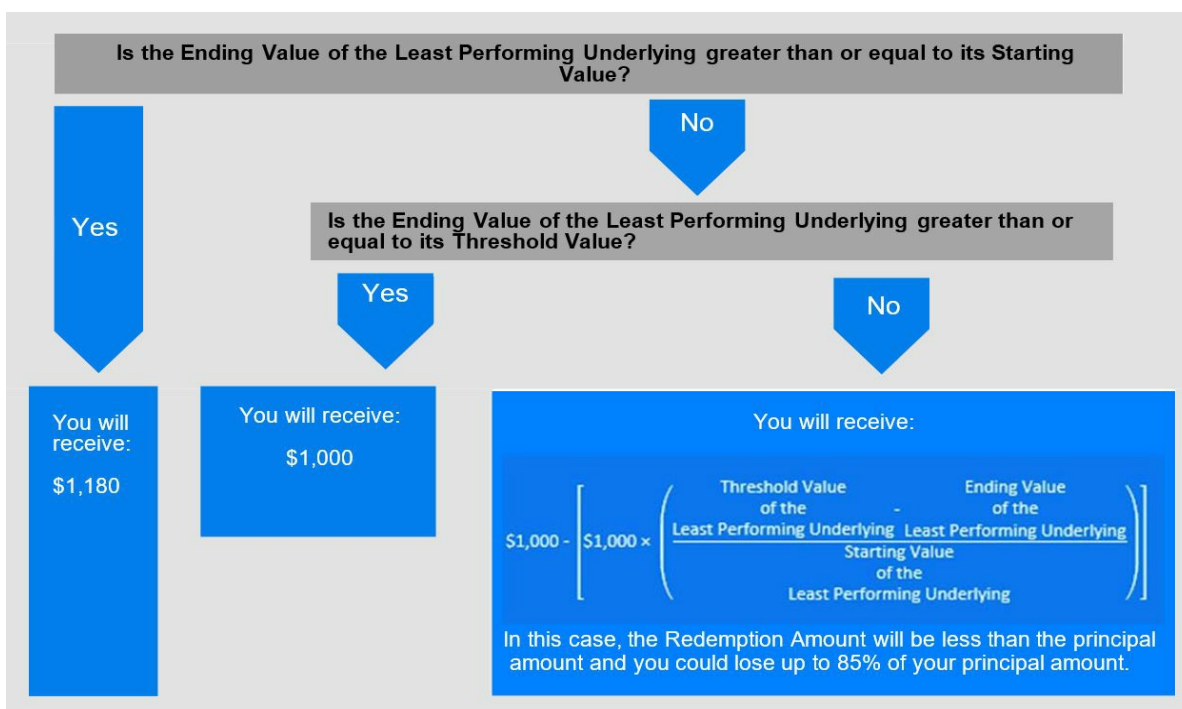 Is the Ending Value of the Least Performing Underlying greater than or equal to its Starting
Value?
No
Yes
Is the Ending Value of the Least Performing Underlying greater than or
equal to its Threshold Value?
Yes
No
You will
receive:
$1,180
You will receive:
$1,000
You will receive:
Threshold Value Ending Value
of the - of the
Least Performing Underlying Least Performing Underlying
$1,000 - [$1,000 × ( )]
Starting Value
of the
Least Performing Underlying
In this case, the Redemption Amount will be less than the principal
amount and you could lose up to 85% of your principal amount.